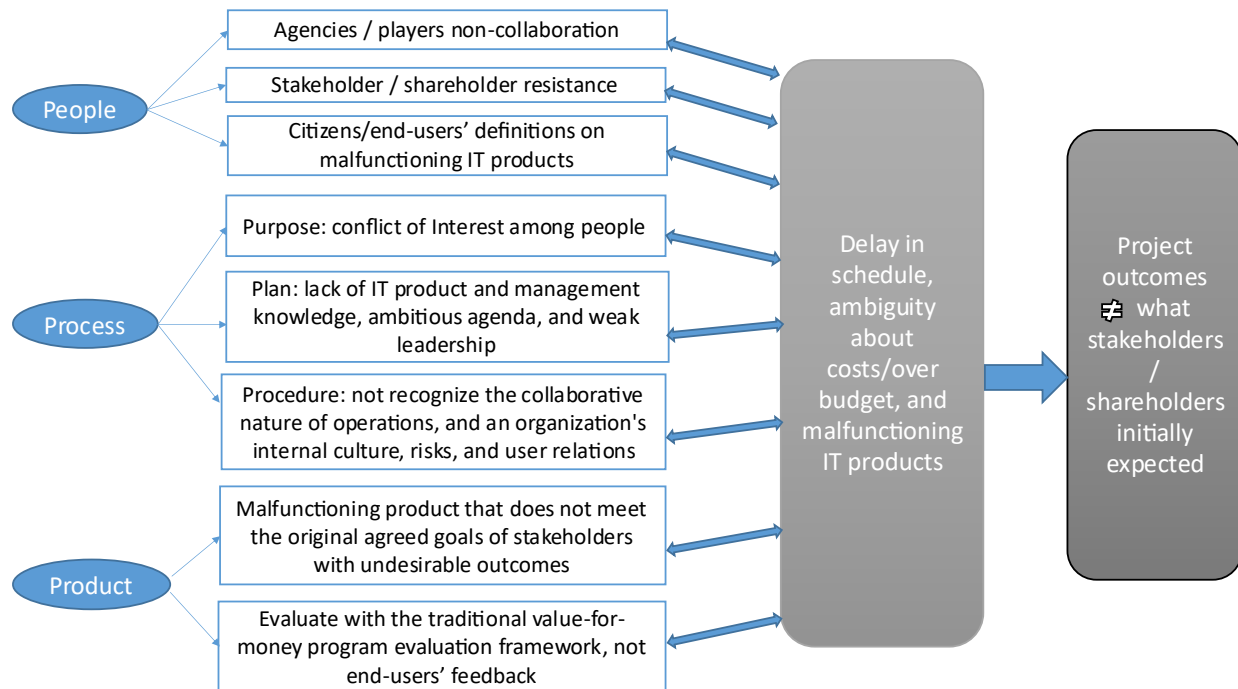 People
Agencies / players non-collaboration
Stakeholder / shareholder resistance
Citizens/end-users’ definitions on
malfunctioning IT products
Process
Purpose: conflict of Interest among people
Plan: lack of IT product and management
knowledge, ambitious agenda, and weak
leadership
Procedure: not recognize the collaborative
nature of operations, and an organization's
internal culture, risks, and user relations
Product
Malfunctioning product that does not meet
the original agreed goals of stakeholders
with undesirable outcomes
Evaluate with the traditional value-for-
money program evaluation framework, not
end-users’ feedback
Delay in
schedule,
ambiguity
about
costs/over
budget, and
malfunctioning
IT products
Project
outcomes
≠ what
stakeholders
/
shareholders
initially
expected